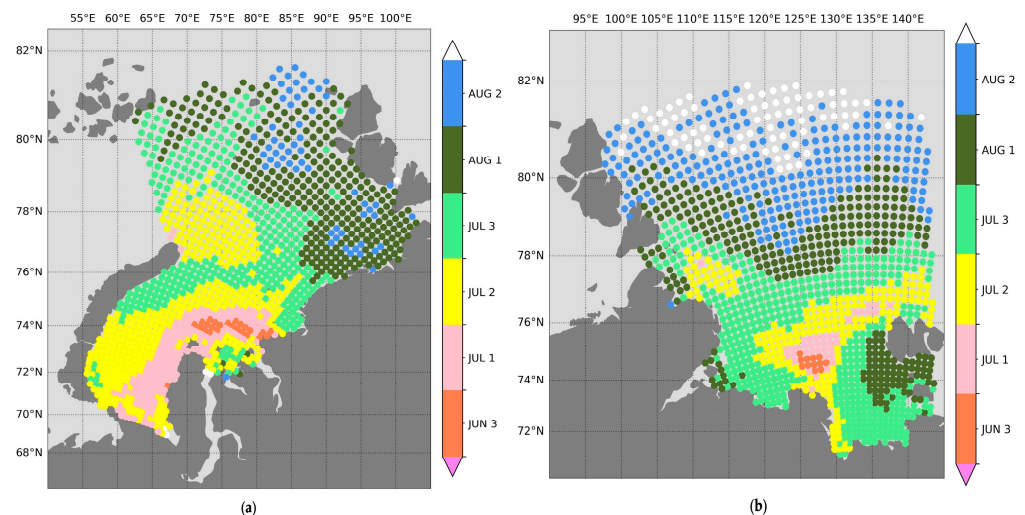 55°E 60°E 65°E 70°E 75°E 80°E 85°E 90°E 95°E 100°E
82°N
80°N
78°N
76°N
74°N
72°N
70°N
68°N
AUG 2
AUG 1
JUL 3
JUL 2
JUL 1
JUN 3
(a)
95°E 100°E 105°E 110°E 115°E 120°E 125°E 130°E 135°E 140°E
82°N
80°N
78°N
76°N
74°N
72°N
AUG 2
AUG 1
JUL 3
JUL 2
JUL 1
JUN 3
(b)